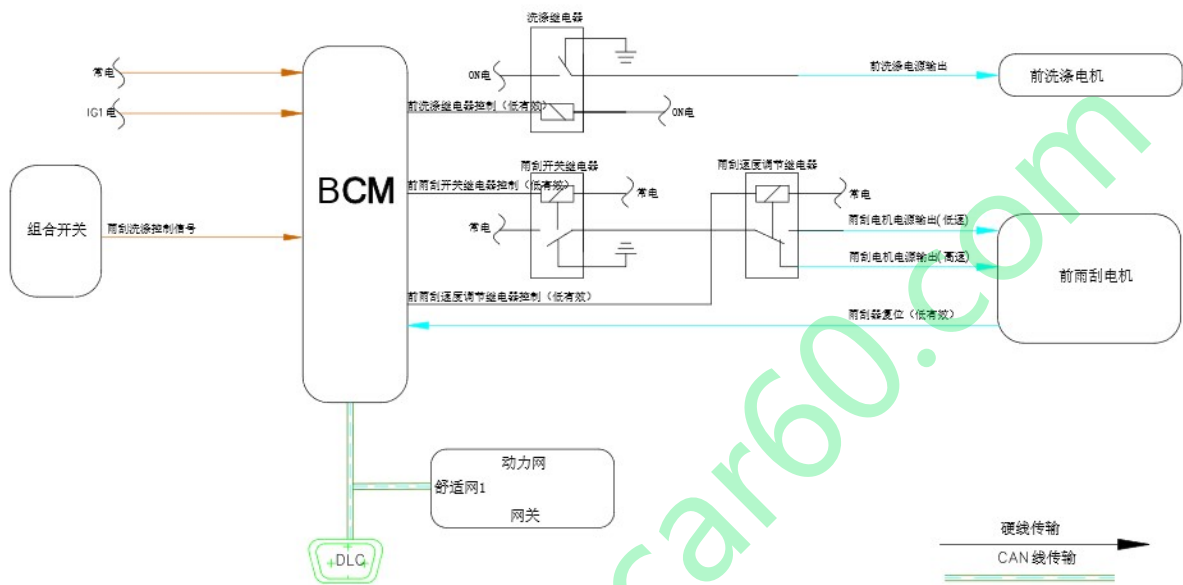 洗涤继电器
常电
ON电
前洗涤电源输出
前洗涤电机
IG1电
前洗涤继电器控制（低有效）
ON电
雨刮开关继电器
雨刮速度调节继电器
BCM
前雨刮开关继电器控制（低有效）
常电
常电
组合开关
雨刮洗涤控制信号
常电
雨刮电机电源输出(低速)
雨刮电机电源输出(高速)
前雨刮电机
前雨刮速度调节继电器控制（低有效）
雨刮器复位（低有效）
动力网
舒适网1
网关
DLC
硬线传输
CAN线传输
car60.com